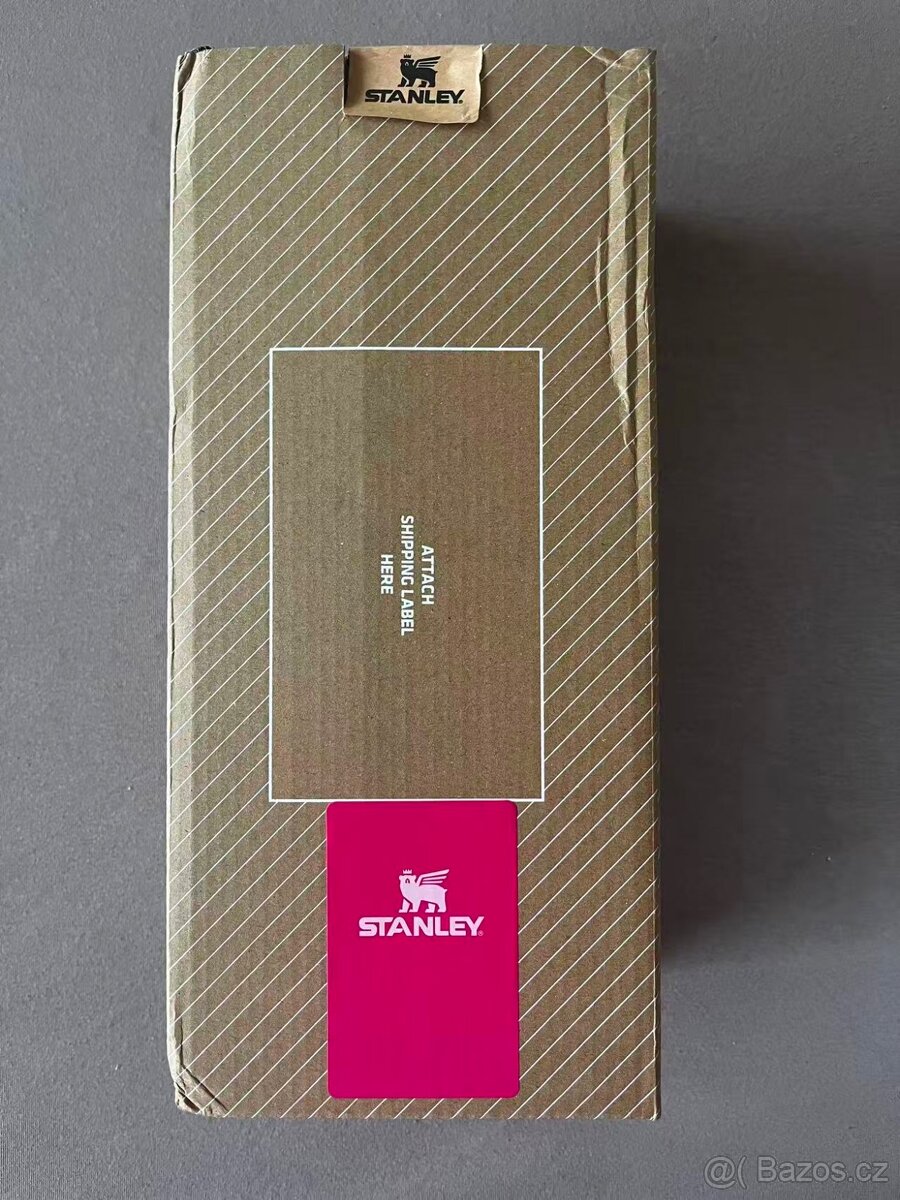 STANLEY®
ATTACH
SHIPPING LABEL
HERE
STANLEY®
@( Bazos.cz